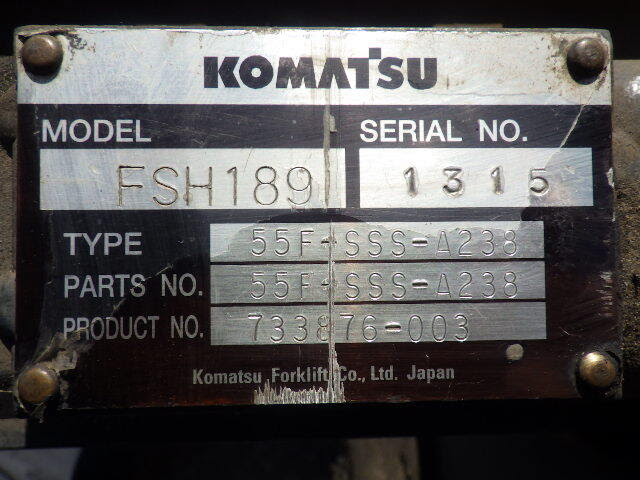 KOMATSU
MODEL SERIAL NO.
FSH189 1315
TYPE 55F-SSS-A238
PARTS NO. 55F-SSS-A238
PRODUCT NO. 733876-003
Komatsu Forklift Co., Ltd. Japan